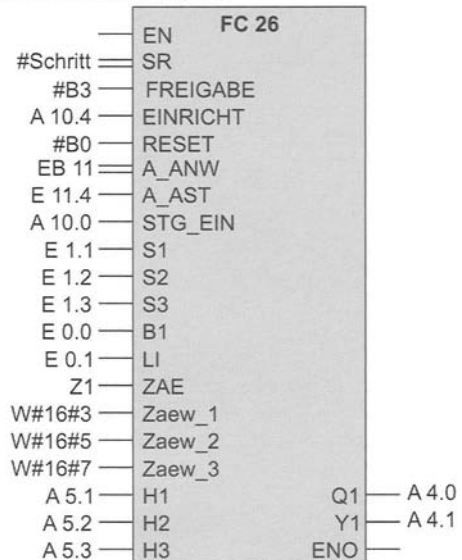 FC 26
EN
#Schritt SR
#B3 FREIGABE
A 10.4 EINRICHT
#B0 RESET
EB 11 A_ANW
E 11.4 A_AST
A 10.0 STG_EIN
E 1.1 S1
E 1.2 S2
E 1.3 S3
E 0.0 B1
E 0.1 LI
Z1 ZAE
W#16#3 Zaew_1
W#16#5 Zaew_2
W#16#7 Zaew_3
A 5.1 H1 Q1 A 4.0
A 5.2 H2 Y1 A 4.1
A 5.3 H3 ENO